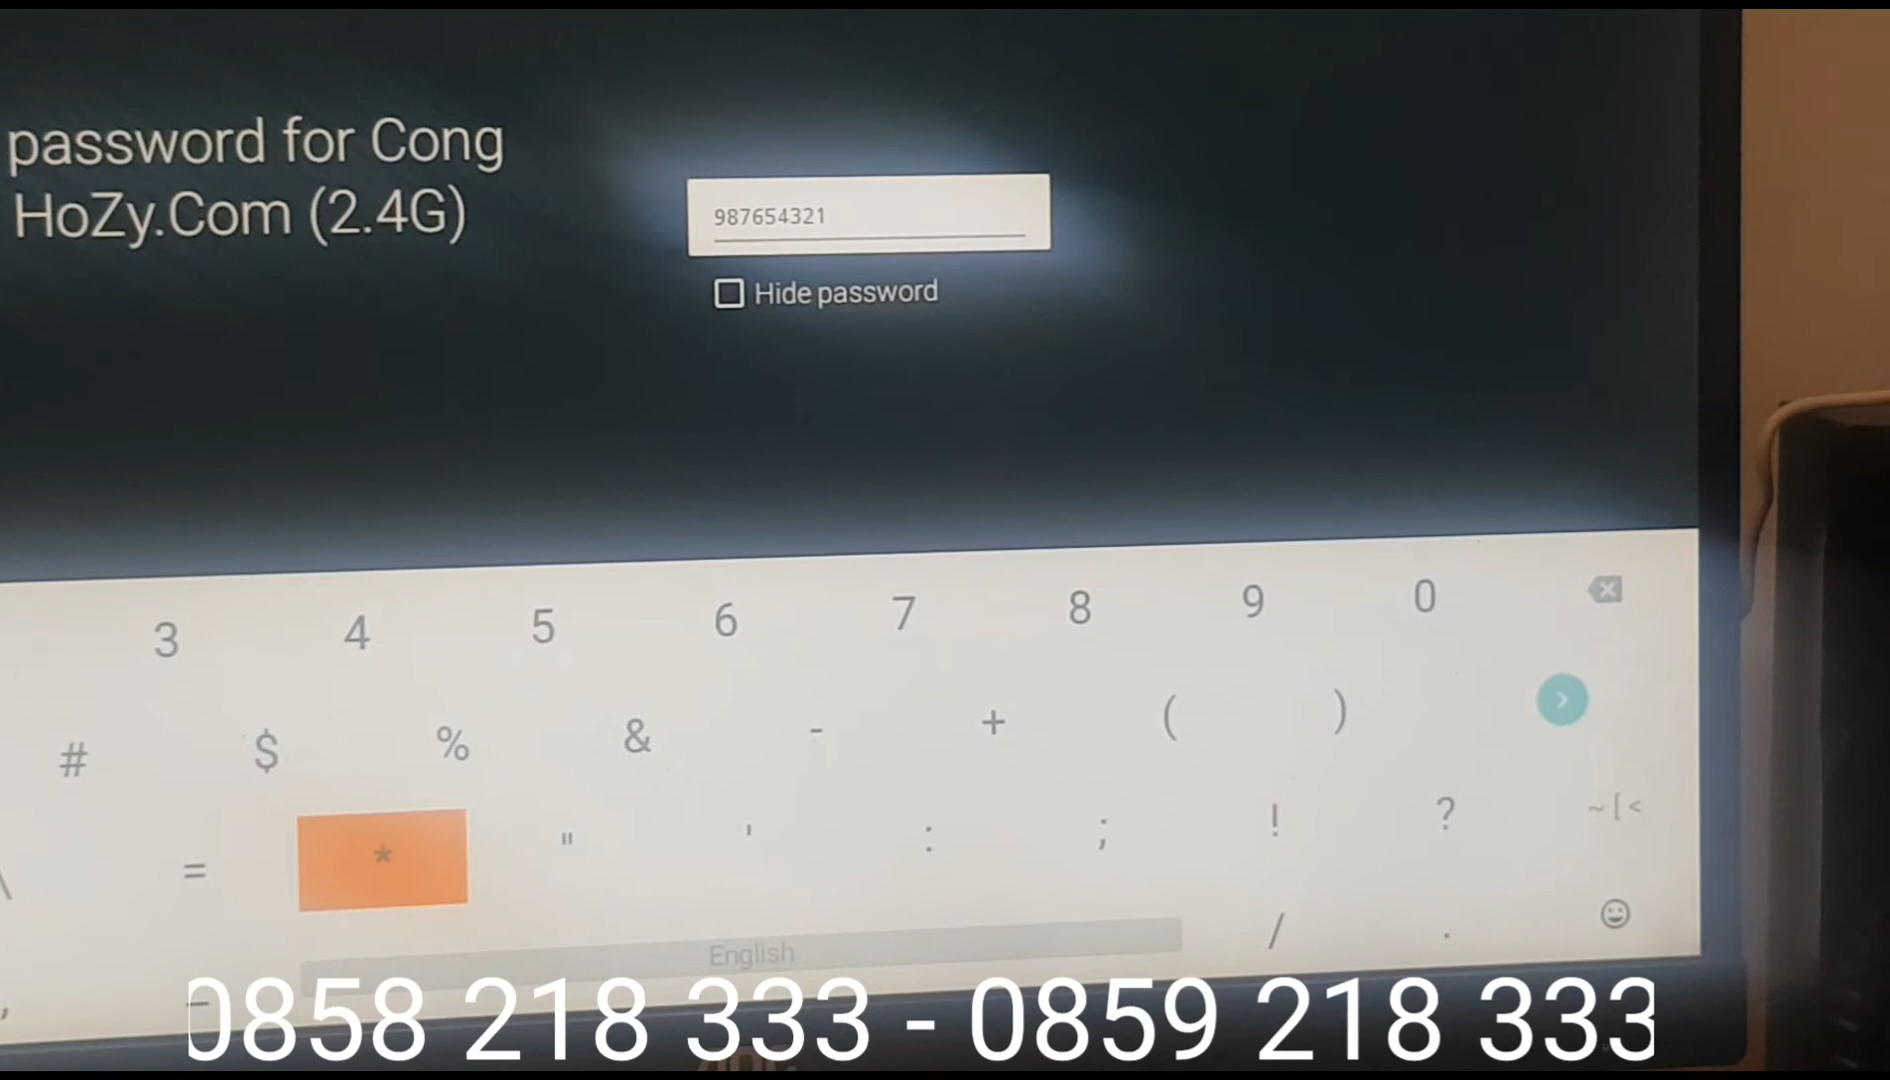 password for Cong
HoZy.Com (2.4G)
987654321
Hide password
3 4 5 6 7 8 9 0
# $ % & - + ( )
\ = * " ' : ; ! ? ~ [ <
English / .
, _
0858 218 333 - 0859 218 333